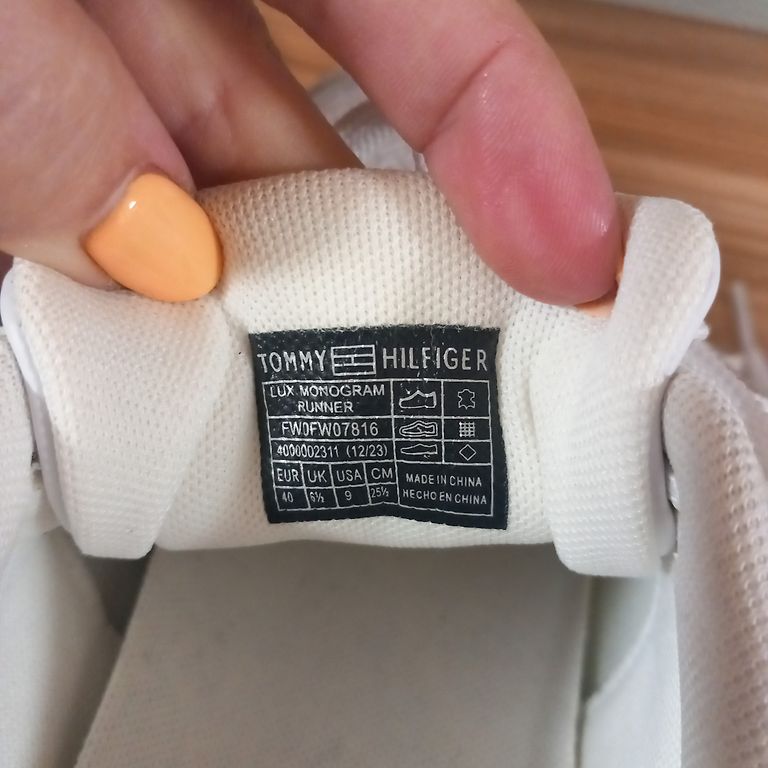 TOMMY HILFIGER
LUX MONOGRAM
RUNNER
FW0FW07816
4000002311 (12/23)
EUR UK USA CM
40 6½ 9 25½
MADE IN CHINA
HECHO EN CHINA